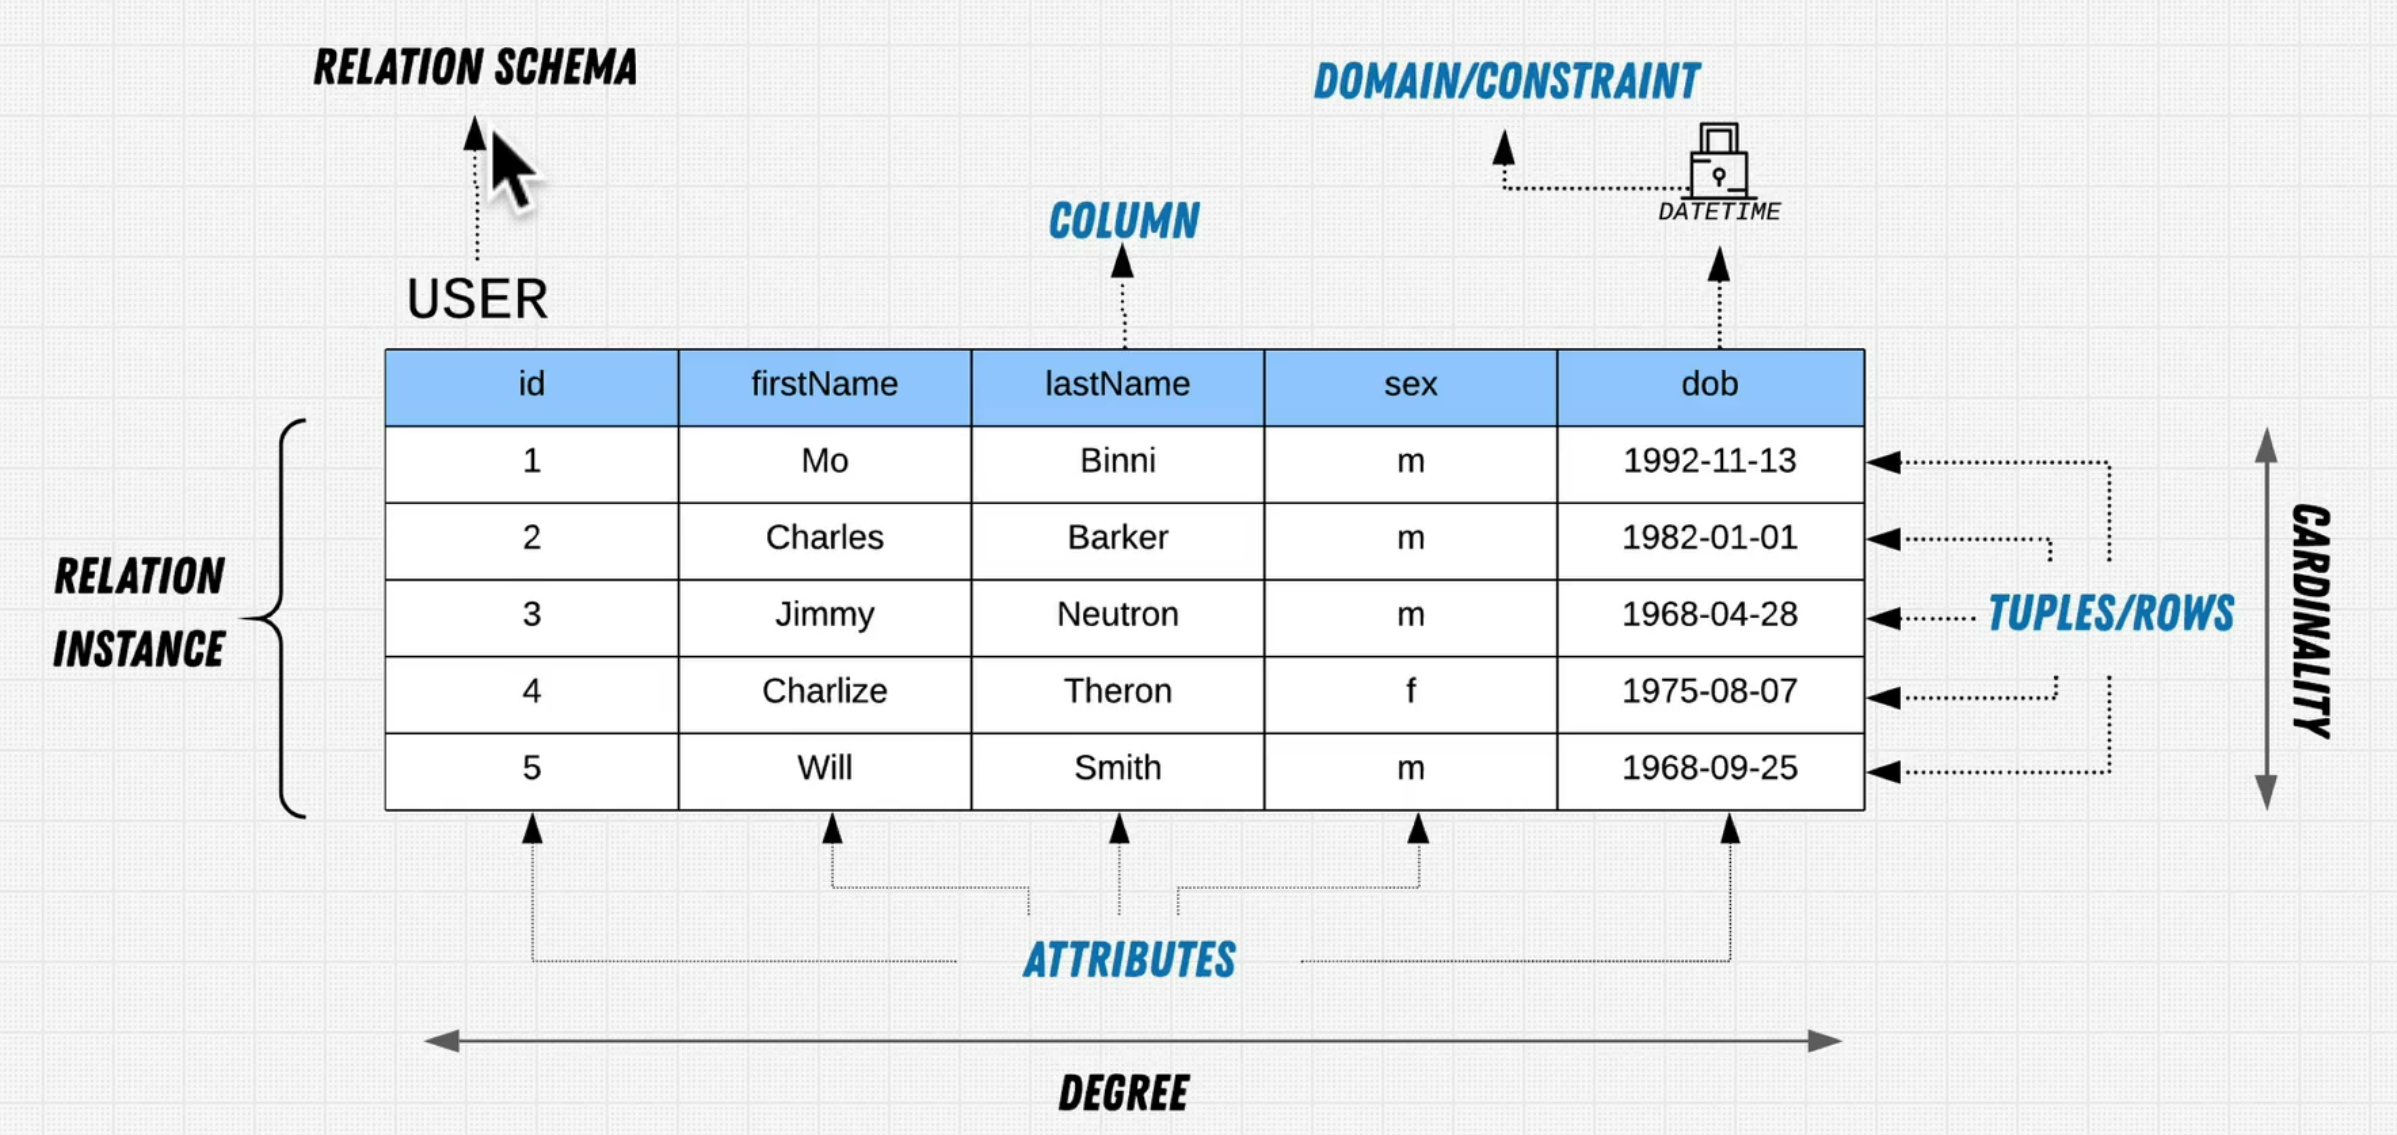 RELATION SCHEMA
DOMAIN/CONSTRAINT
DATETIME
COLUMN
USER
id firstName lastName sex dob
1 Mo Binni m 1992-11-13
2 Charles Barker m 1982-01-01
3 Jimmy Neutron m 1968-04-28
4 Charlize Theron f 1975-08-07
5 Will Smith m 1968-09-25
RELATION
INSTANCE
TUPLES/ROWS
CARDINALITY
ATTRIBUTES
DEGREE